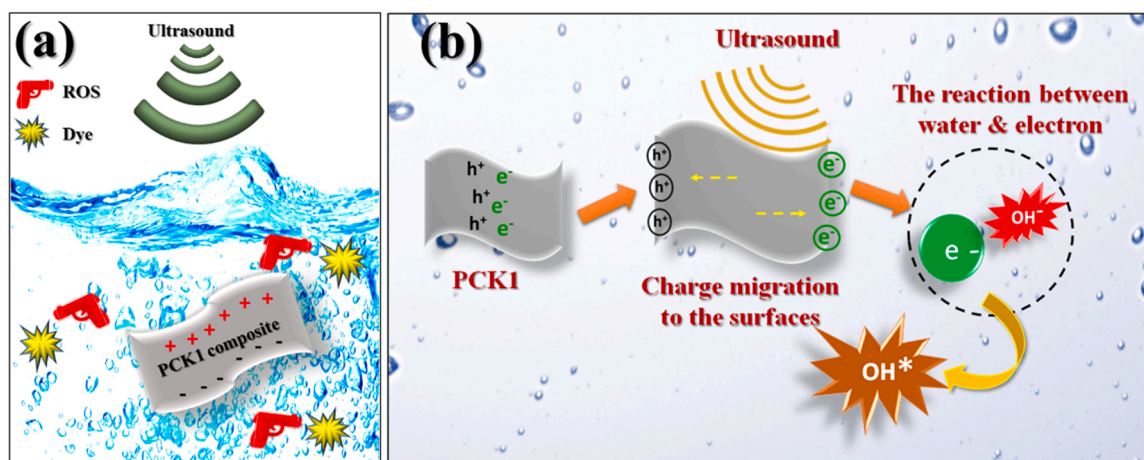 (a)
Ultrasound
ROS
Dye
+ + + + + + +
PCK1 composite
- - - - - - -
(b)
Ultrasound
The reaction between
water & electron
h⁺ e⁻
h⁺ e⁻
h⁺ e⁻
PCK1
h⁺ e⁻
h⁺ e⁻
h⁺ e⁻
Charge migration
to the surfaces
e -
OH⁻
OH*